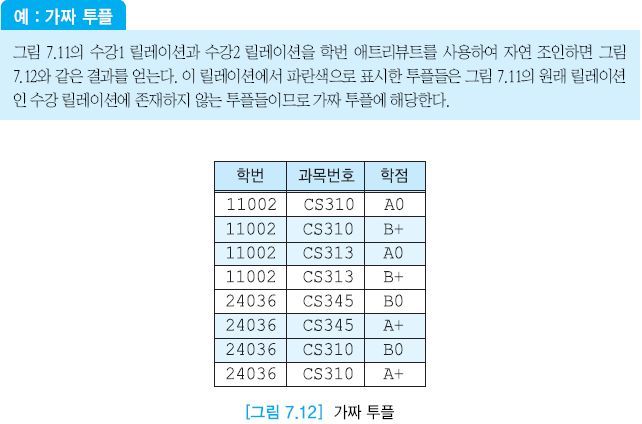 예 : 가짜 투플
그림 7.11의 수강1 릴레이션과 수강2 릴레이션을 학번 애트리뷰트를 사용하여 자연 조인하면 그림
7.12와 같은 결과를 얻는다. 이 릴레이션에서 파란색으로 표시한 투플들은 그림 7.11의 원래 릴레이션
인 수강 릴레이션에 존재하지 않는 투플들이므로 가짜 투플에 해당한다.
학번 과목번호 학점
11002 CS310 A0
11002 CS310 B+
11002 CS313 A0
11002 CS313 B+
24036 CS345 B0
24036 CS345 A+
24036 CS310 B0
24036 CS310 A+
[그림 7.12] 가짜 투플